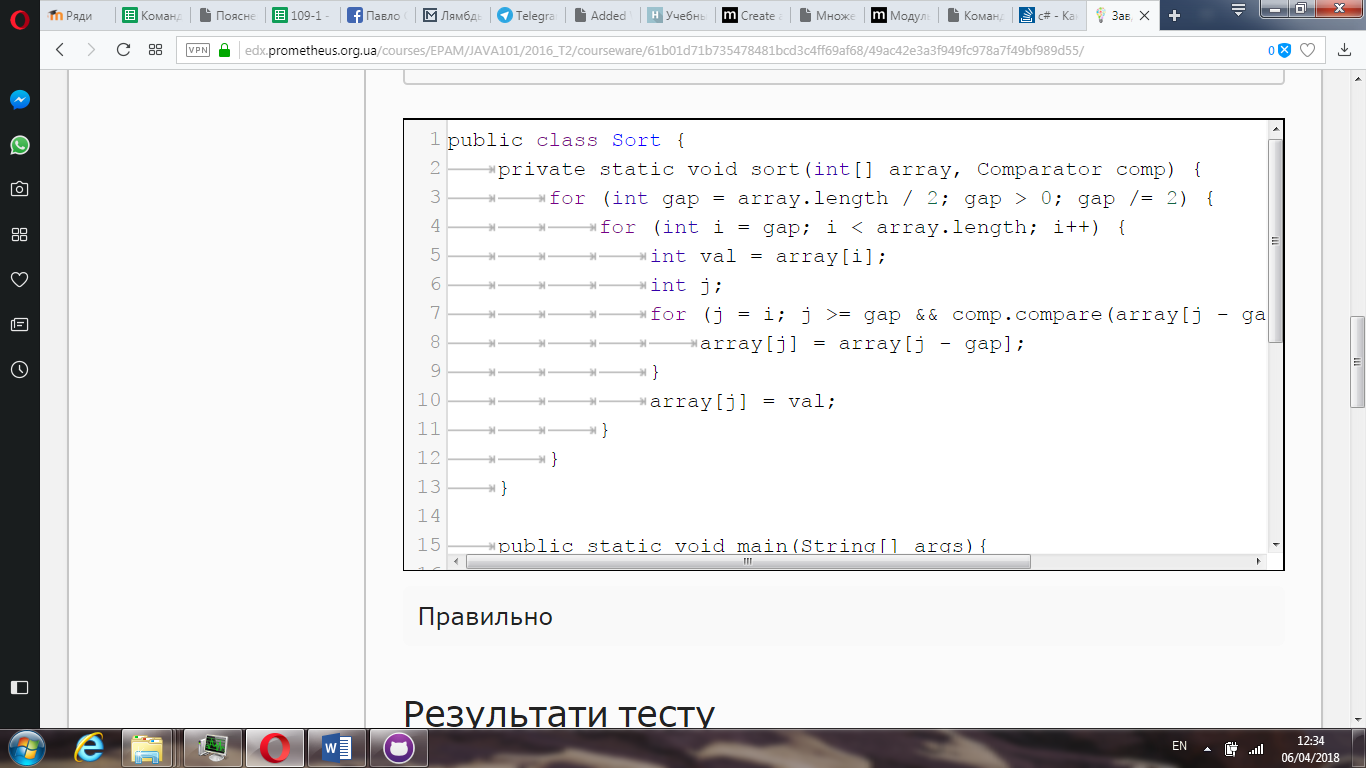 Ряди
Команд
Поясне
109-1 -
Павло
Лямбд
Telegra
Added
Учебнь
Create a
Множе
Модул
Команд
c# - Ka
Зав,
VPN
edx.prometheus.org.ua/courses/EPAM/JAVA101/2016_T2/courseware/61b01d71b735478481bcd3c4ff69af68/49ac42e3a3f949fc978a7f49bf989d55/
0
1 public class Sort {
2 private static void sort(int[] array, Comparator comp) {
3 for (int gap = array.length / 2; gap > 0; gap /= 2) {
4 for (int i = gap; i < array.length; i++) {
5 int val = array[i];
6 int j;
7 for (j = i; j >= gap && comp.compare(array[j - ga
8 array[j] = array[j - gap];
9 }
10 array[j] = val;
11 }
12 }
13 }
14
15 public static void main(String[] args){
Правильно
Результати тесту
EN
12:34
06/04/2018